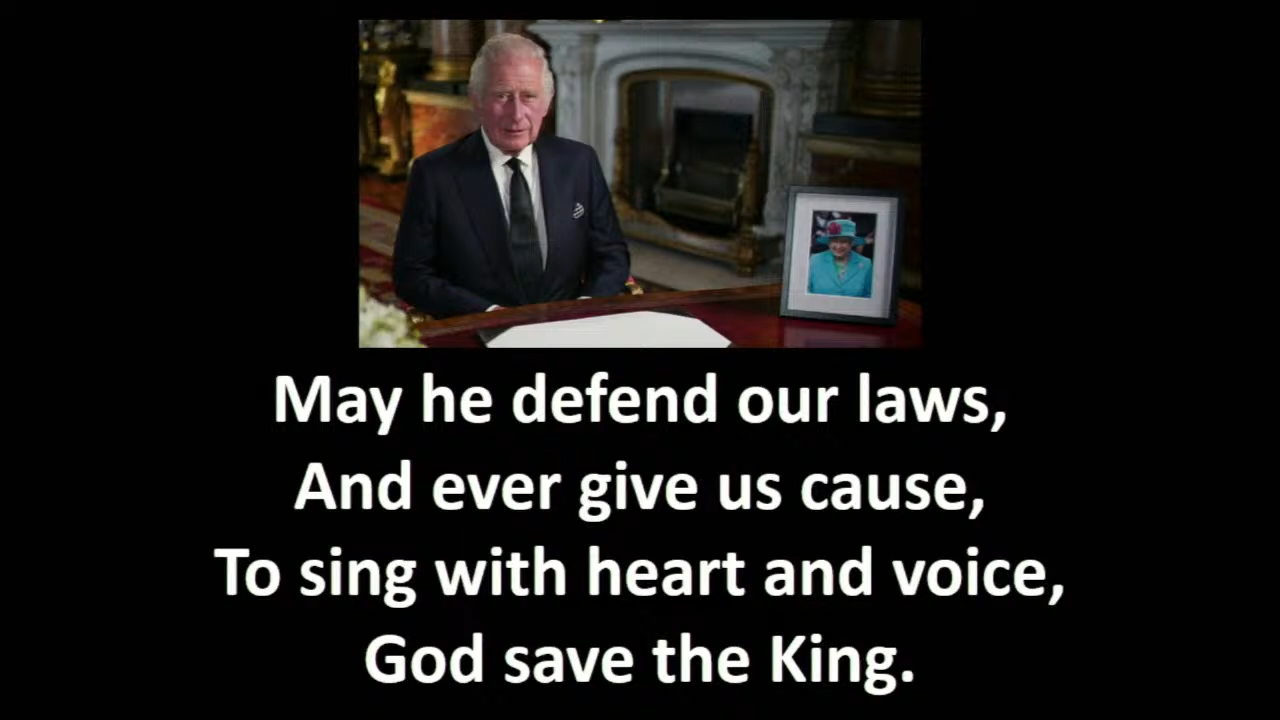 May he defend our laws,
And ever give us cause,
To sing with heart and voice,
God save the King.